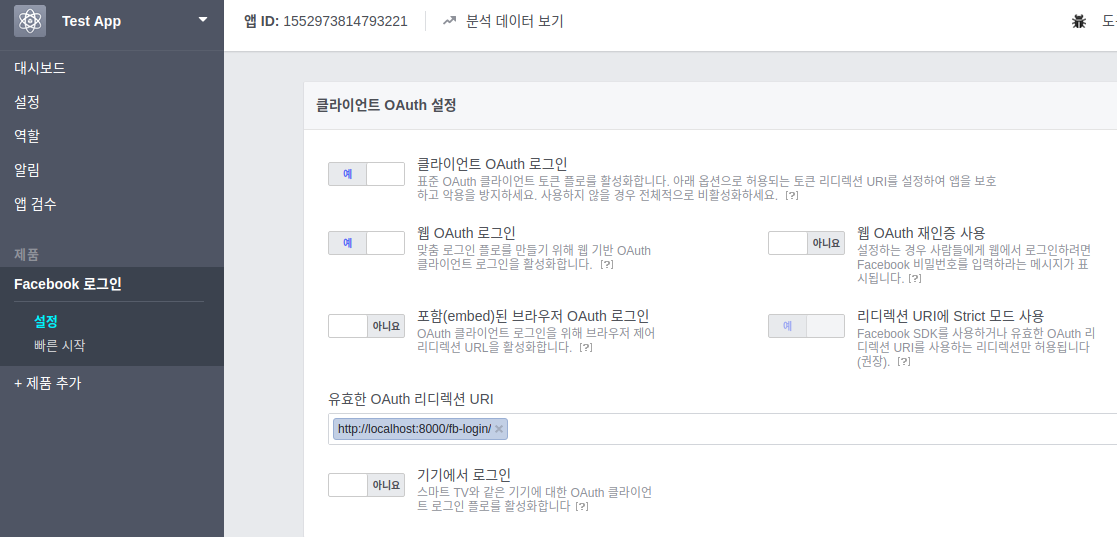 Test App
앱 ID: 1552973814793221
분석 데이터 보기
대시보드
설정
역할
알림
앱 검수
제품
Facebook 로그인
설정
빠른 시작
+ 제품 추가
클라이언트 OAuth 설정
예
클라이언트 OAuth 로그인
표준 OAuth 클라이언트 토큰 플로를 활성화합니다. 아래 옵션으로 허용되는 토큰 리디렉션 URI를 설정하여 앱을 보호
하고 악용을 방지하세요. 사용하지 않을 경우 전체적으로 비활성화하세요. [?]
예
웹 OAuth 로그인
맞춤 로그인 플로를 만들기 위해 웹 기반 OAuth
클라이언트 로그인을 활성화합니다. [?]
아니요
웹 OAuth 재인증 사용
설정하는 경우 사람들에게 웹에서 로그인하려면
Facebook 비밀번호를 입력하라는 메시지가 표
시됩니다. [?]
아니요
포함(embed)된 브라우저 OAuth 로그인
OAuth 클라이언트 로그인을 위해 브라우저 제어
리디렉션 URL을 활성화합니다. [?]
예
리디렉션 URI에 Strict 모드 사용
Facebook SDK를 사용하거나 유효한 OAuth 리
디렉션 URI를 사용하는 리디렉션만 허용됩니다
(권장). [?]
유효한 OAuth 리디렉션 URI
http://localhost:8000/fb-login/
아니요
기기에서 로그인
스마트 TV와 같은 기기에 대한 OAuth 클라이언
트 로그인 플로를 활성화합니다 [?]